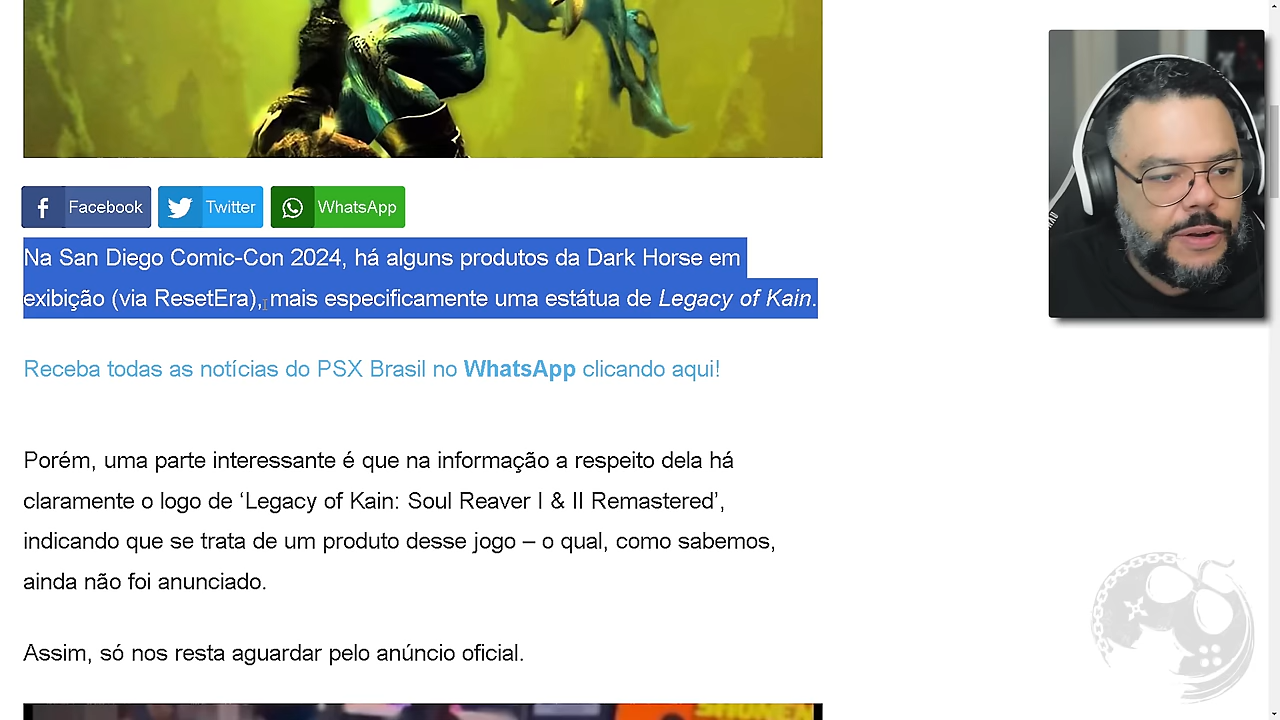 Facebook
Twitter
WhatsApp
Na San Diego Comic-Con 2024, há alguns produtos da Dark Horse em
exibição (via ResetEra), mais especificamente uma estátua de Legacy of Kain.
Receba todas as notícias do PSX Brasil no WhatsApp clicando aqui!
Porém, uma parte interessante é que na informação a respeito dela há
claramente o logo de ‘Legacy of Kain: Soul Reaver I & II Remastered’,
indicando que se trata de um produto desse jogo – o qual, como sabemos,
ainda não foi anunciado.
Assim, só nos resta aguardar pelo anúncio oficial.